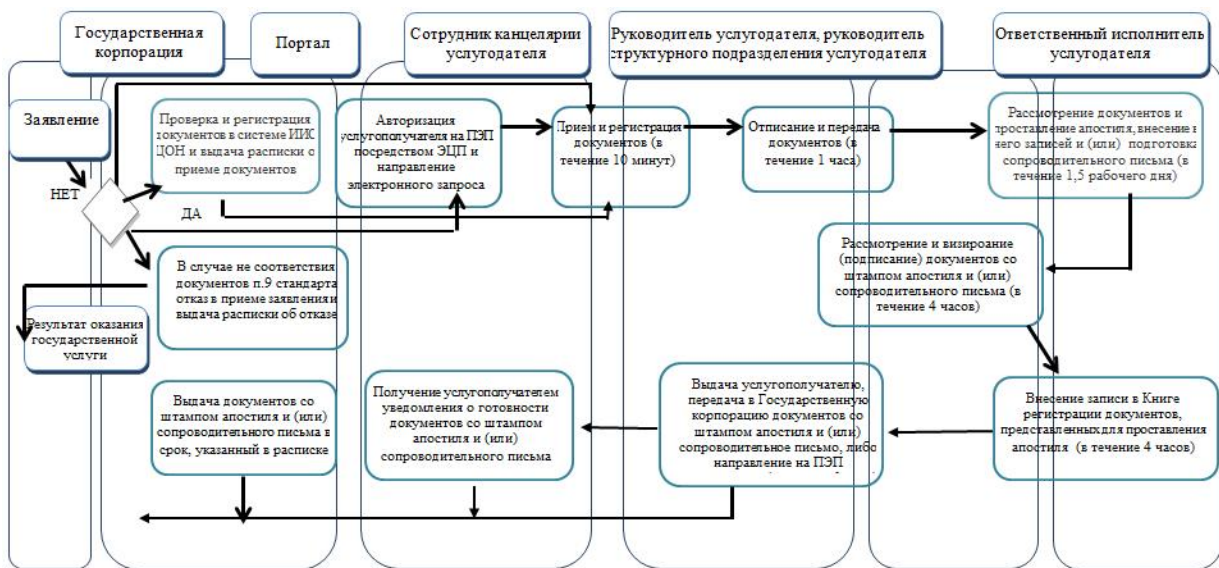 Государственная
корпорация
Портал
Сотрудник канцелярии
услугодателя
Руководитель услугодателя, руководитель
структурного подразделения услугодателя
Ответственный исполнитель
услугодателя
Заявление
Проверка и регистрация
документов в системе ИИС
ЦОН и выдача расписки о
приеме документов
Авторизация
услугополучателя на ПЭП
посредством ЭЦП и
направление
электронного запроса
Прием и регистрация
документов (в
течение 10 минут)
Отписание и передача
документов (в
течение 1 часа)
Рассмотрение документов и
проставление апостиля, внесение в
него записей и (или) подготовка
сопроводительного письма (в
течение 1,5 рабочего дня)
НЕТ
ДА
В случае не соответствия
документов п.9 стандарта
отказ в приеме заявления и
выдача расписки об отказе
Рассмотрение и визироание
(подписание) документов со
штампом апостиля и (или)
сопроводительного письма (в
течение 4 часов)
Результат оказания
государственной
услуги
Выдача документов со
штампом апостиля и (или)
сопроводительного письма в
срок, указанный в расписке
Получение услугополучателем
уведомления о готовности
документов со штампом
апостиля и (или)
сопроводительного письма
Выдача услугополучателю,
передача в Государственную
корпорацию документов со
штампом апостиля и (или)
сопроводительное письмо, либо
направление на ПЭП
Внесение записи в Книге
регистрации документов,
представленных для проставления
апостиля (в течение 4 часов)